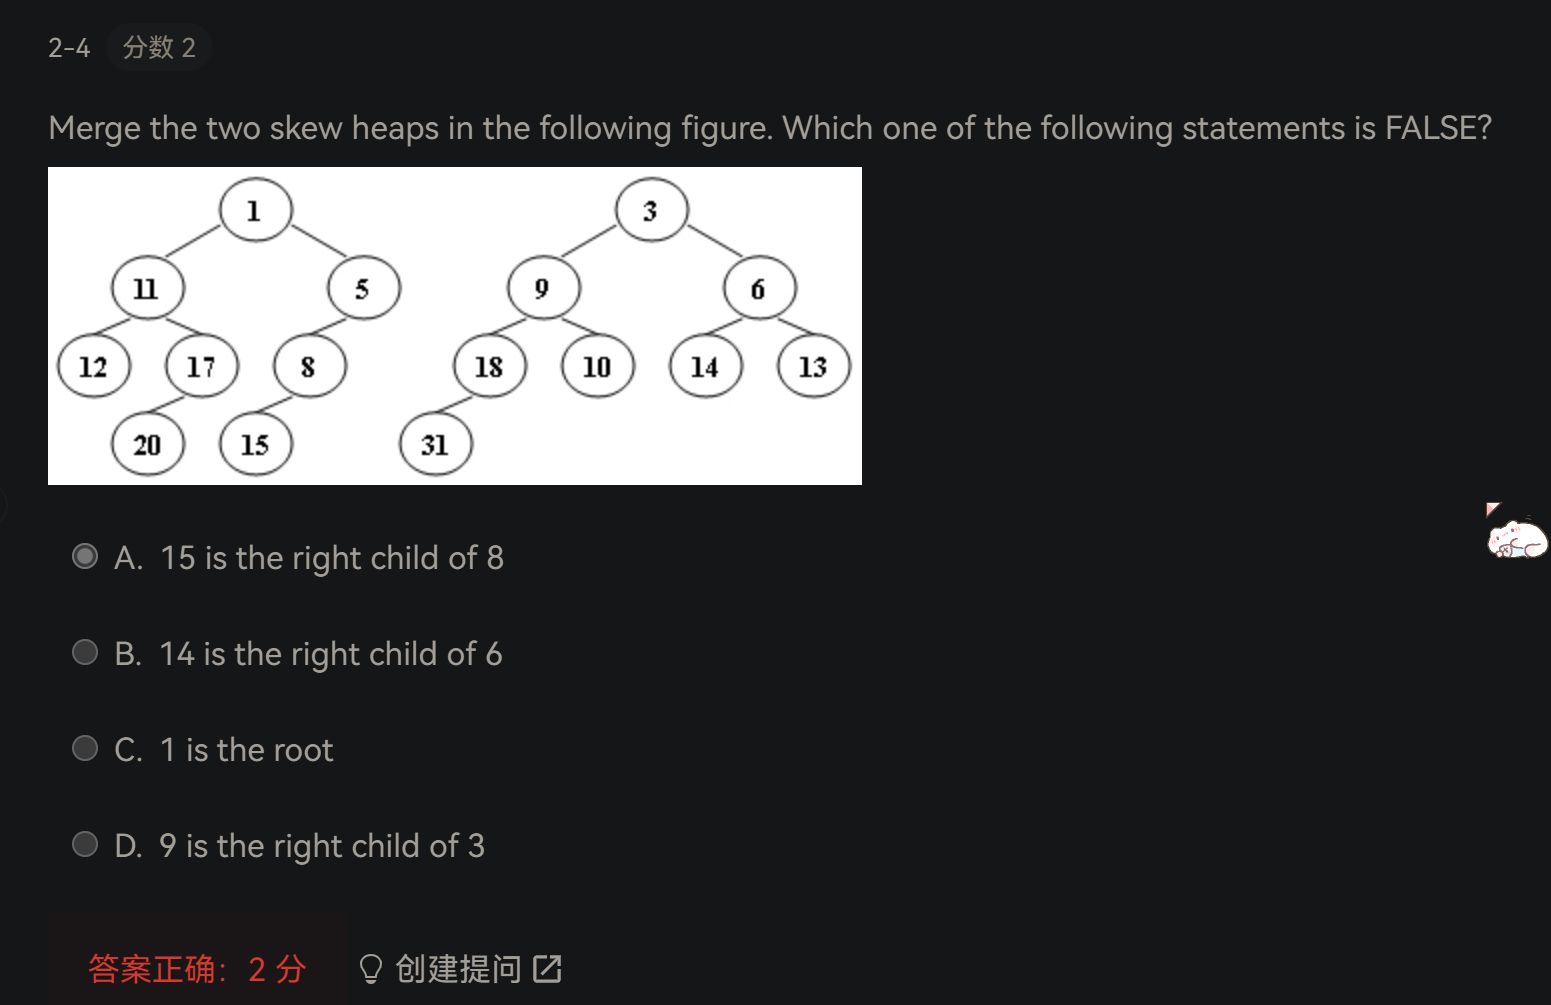 2-4 分数 2
Merge the two skew heaps in the following figure. Which one of the following statements is FALSE?
1 3
11 5 9 6
12 17 8 18 10 14 13
20 15 31
A. 15 is the right child of 8
B. 14 is the right child of 6
C. 1 is the root
D. 9 is the right child of 3
答案正确：2 分 创建提问